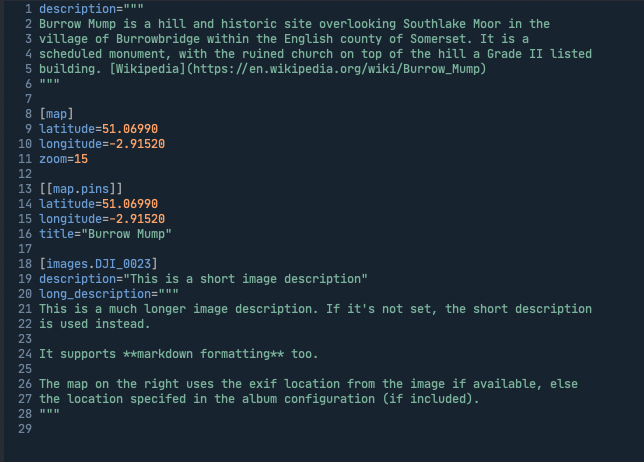 1 description="""
2 Burrow Mump is a hill and historic site overlooking Southlake Moor in the
3 village of Burrowbridge within the English county of Somerset. It is a
4 scheduled monument, with the ruined church on top of the hill a Grade II listed
5 building. [Wikipedia](https://en.wikipedia.org/wiki/Burrow_Mump)
6 """
7
8 [map]
9 latitude=51.06990
10 longitude=-2.91520
11 zoom=15
12
13 [[map.pins]]
14 latitude=51.06990
15 longitude=-2.91520
16 title="Burrow Mump"
17
18 [images.DJI_0023]
19 description="This is a short image description"
20 long_description="""
21 This is a much longer image description. If it's not set, the short description
22 is used instead.
23
24 It supports **markdown formatting** too.
25
26 The map on the right uses the exif location from the image if available, else
27 the location specifed in the album configuration (if included).
28 """
29